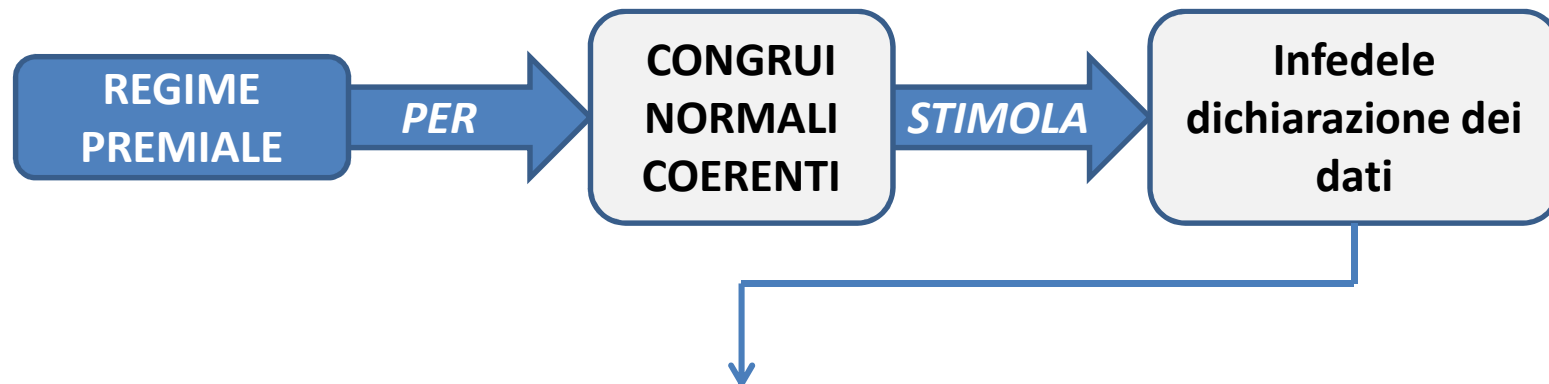 REGIME
PREMIALE
PER
CONGRUI
NORMALI
COERENTI
STIMOLA
Infedele
dichiarazione dei
dati